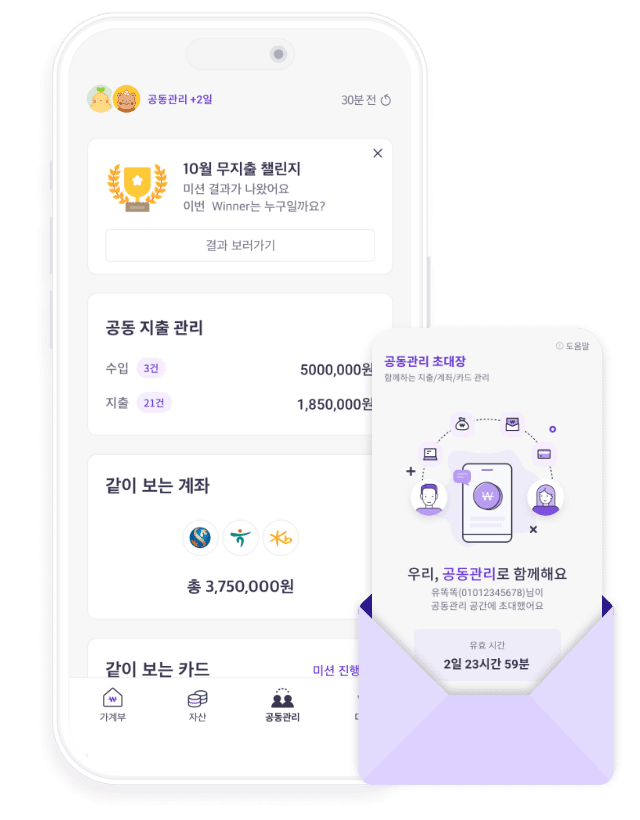 공동관리 +2일
30분 전
10월 무지출 챌린지
미션 결과가 나왔어요
이번 Winner는 누구일까요?
결과 보러가기
공동 지출 관리
수입 3건 5000,000원
지출 21건 1,850,000원
같이 보는 계좌
총 3,750,000원
같이 보는 카드
미션 진행
가계부
자산
공동관리
도움말
공동관리 초대장
함께하는 지출/계좌/카드 관리
우리, 공동관리로 함께해요
유똑똑(01012345678)님이
공동관리 공간에 초대했어요
유효 시간
2일 23시간 59분